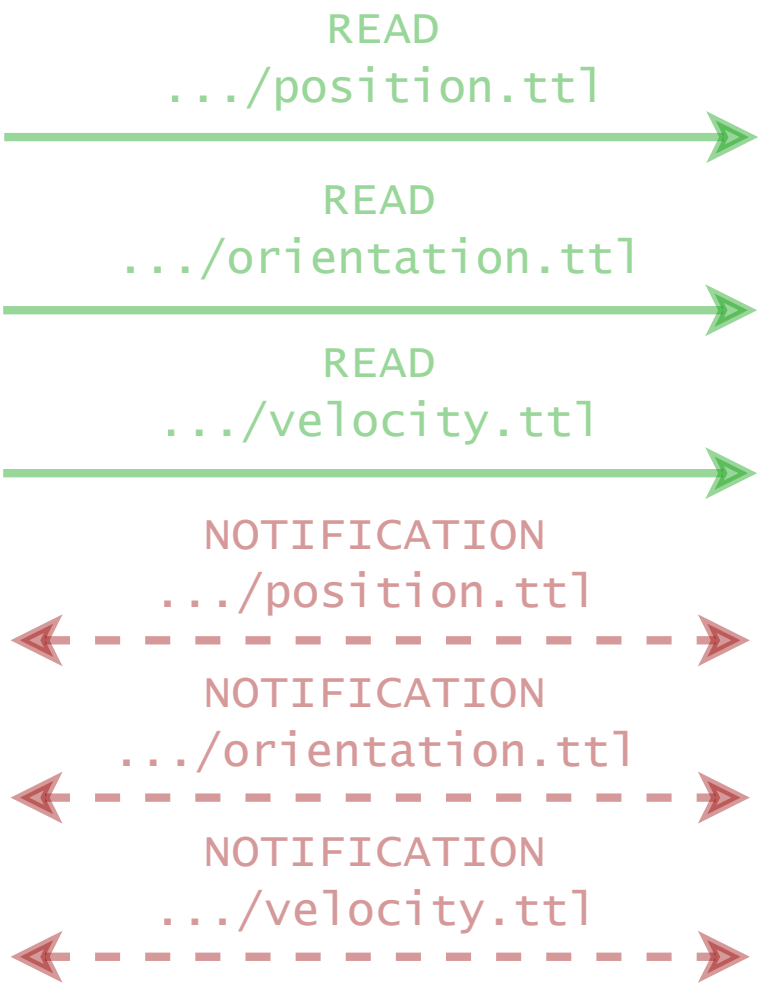 READ
.../position.ttl
READ
.../orientation.ttl
READ
.../velocity.ttl
NOTIFICATION
.../position.ttl
NOTIFICATION
.../orientation.ttl
NOTIFICATION
.../velocity.ttl